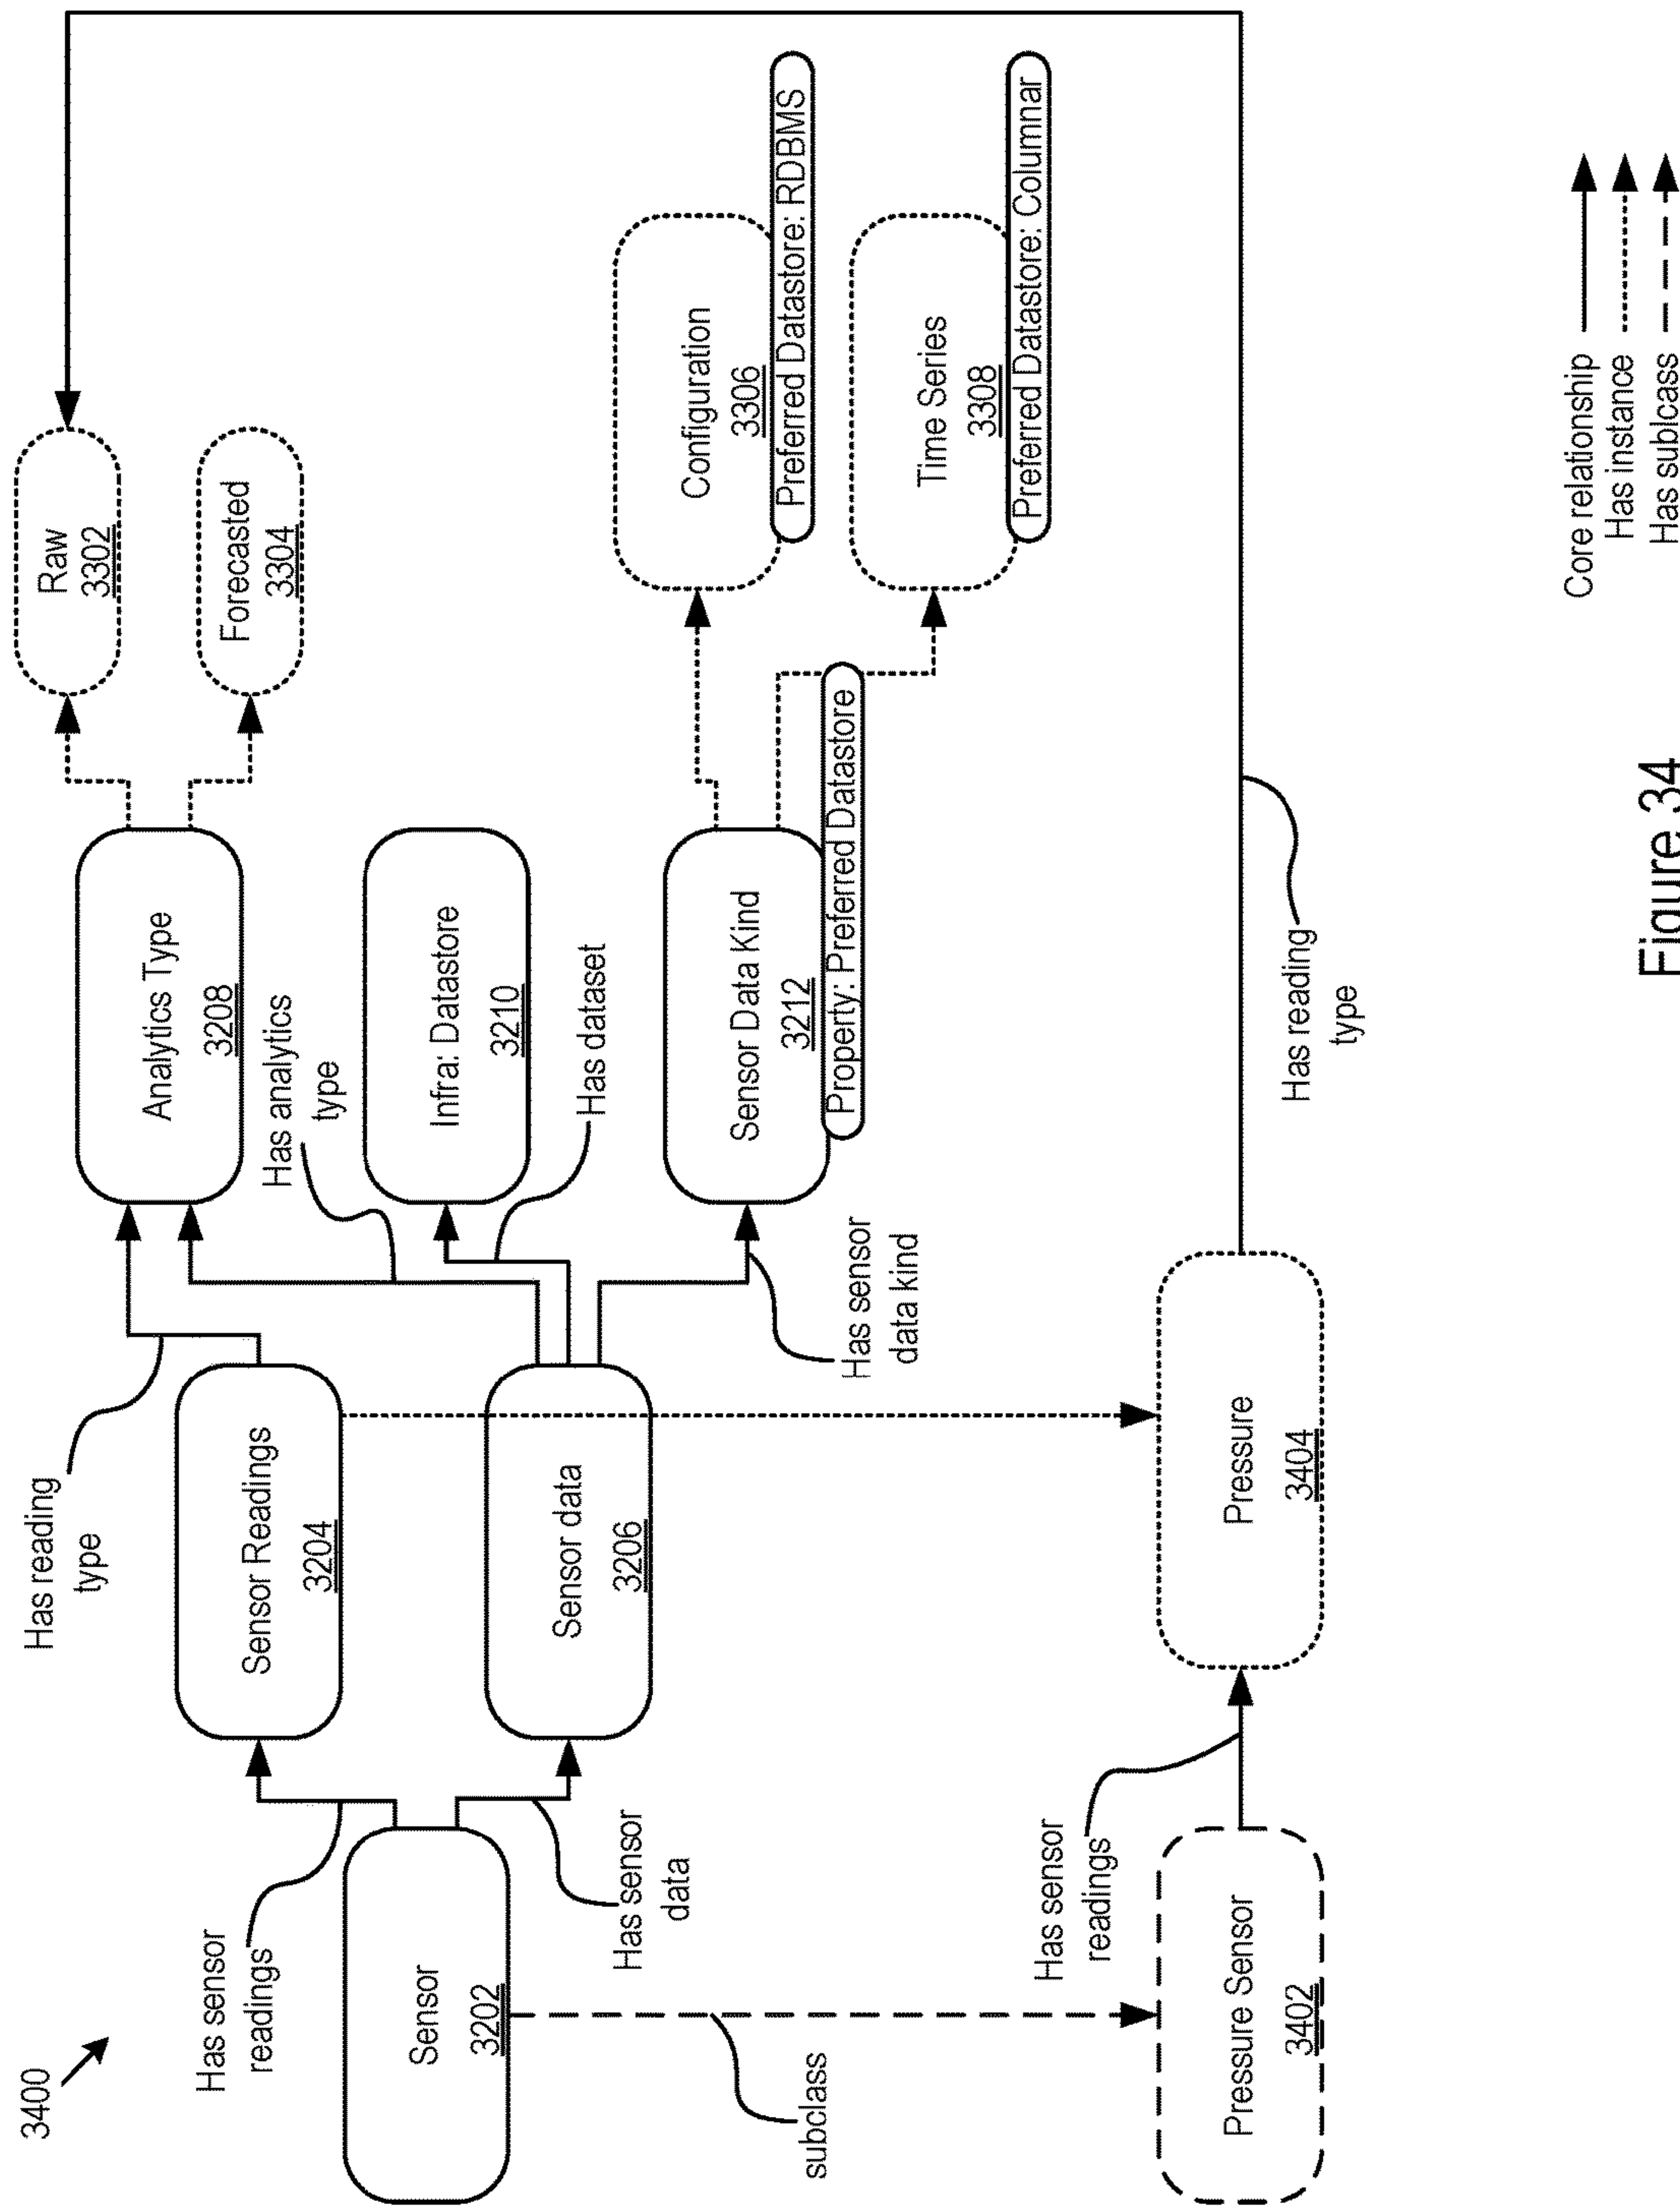 3400
Has sensor
readings
Sensor
3202
Has sensor
data
subclass
Has reading
type
Sensor Readings
3204
Sensor data
3206
Has analytics
type
Has dataset
Has sensor
data kind
Analytics Type
3208
Infra: Datastore
3210
Sensor Data Kind
3212
Property: Preferred Datastore
Raw
3302
Forecasted
3304
Configuration
3306
Preferred Datastore: RDBMS
Time Series
3308
Preferred Datastore: Columnar
Pressure Sensor
3402
Has sensor
readings
Pressure
3404
Has reading
type
Core relationship
Has instance
Has sublcass
Figure 34